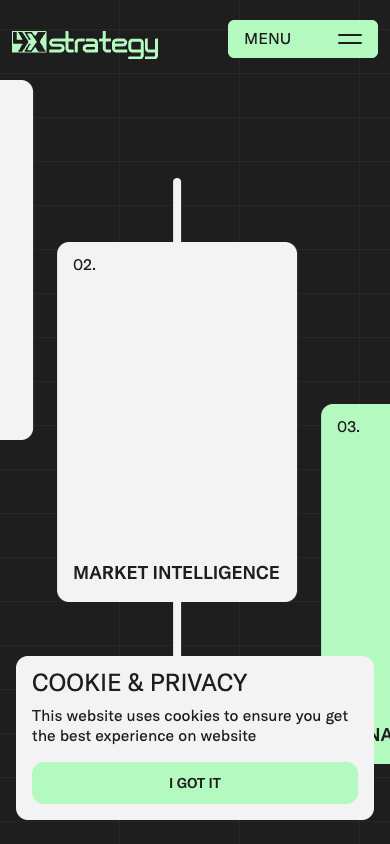 strategy
MENU
02.
03.
MARKET INTELLIGENCE
COOKIE & PRIVACY
This website uses cookies to ensure you get
the best experience on website
I GOT IT